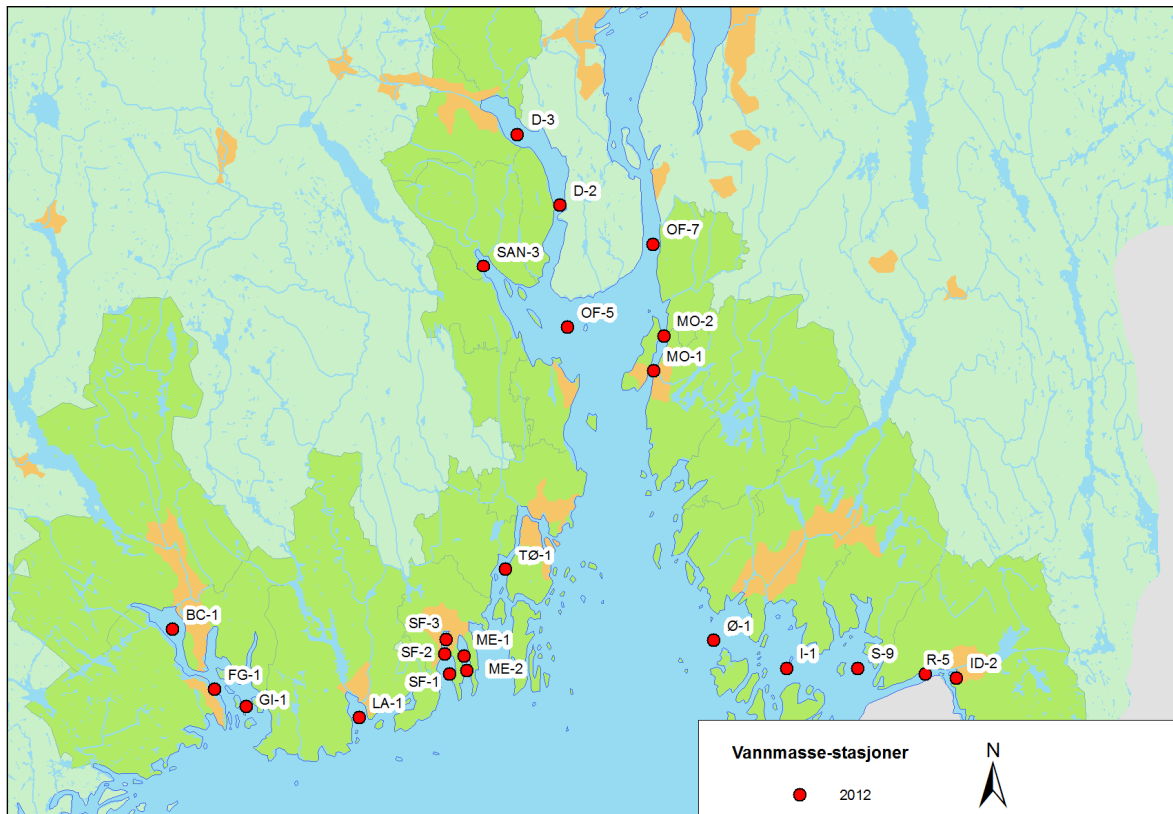 D-3
D-2
OF-7
SAN-3
OF-5
MO-2
MO-1
TØ-1
BC-1
SF-3
ME-1
Ø-1
SF-2
I-1
S-9
R-5
ID-2
ME-2
SF-1
FG-1
GI-1
LA-1
Vannmasse-stasjoner
N
2012